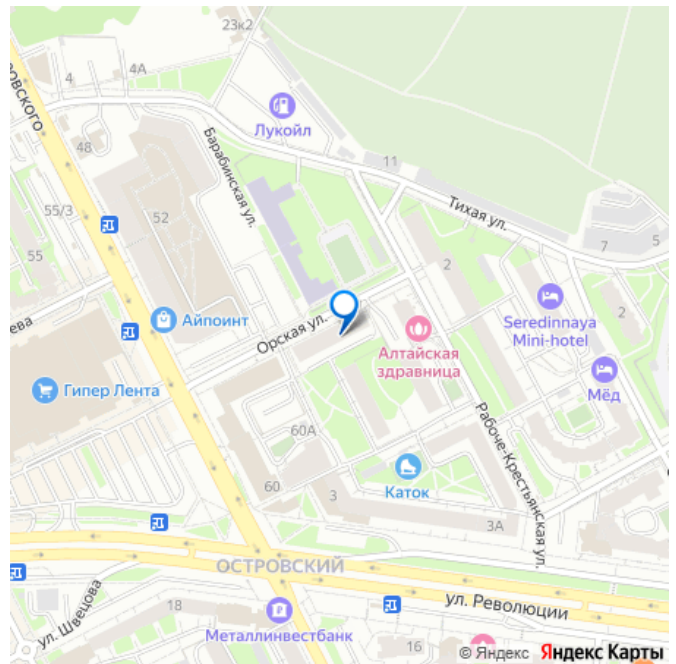 23к2
4
4А
ровского
Лукойл
48
Барабинская ул.
11
Тихая ул.
55/3
52
55
7
5
2
Айпоинт
Орская ул.
Seredinnaya
Mini-hotel
2
ева
Алтайская
здравница
Гипер Лента
Мёд
Рабоче-Крестьянская ул.
60А
Каток
60
3
3А
ОСТРОВСКИЙ
ул. Швецова
18
ул. Революции
Металлинвестбанк
16
© Яндекс Яндекс Карты